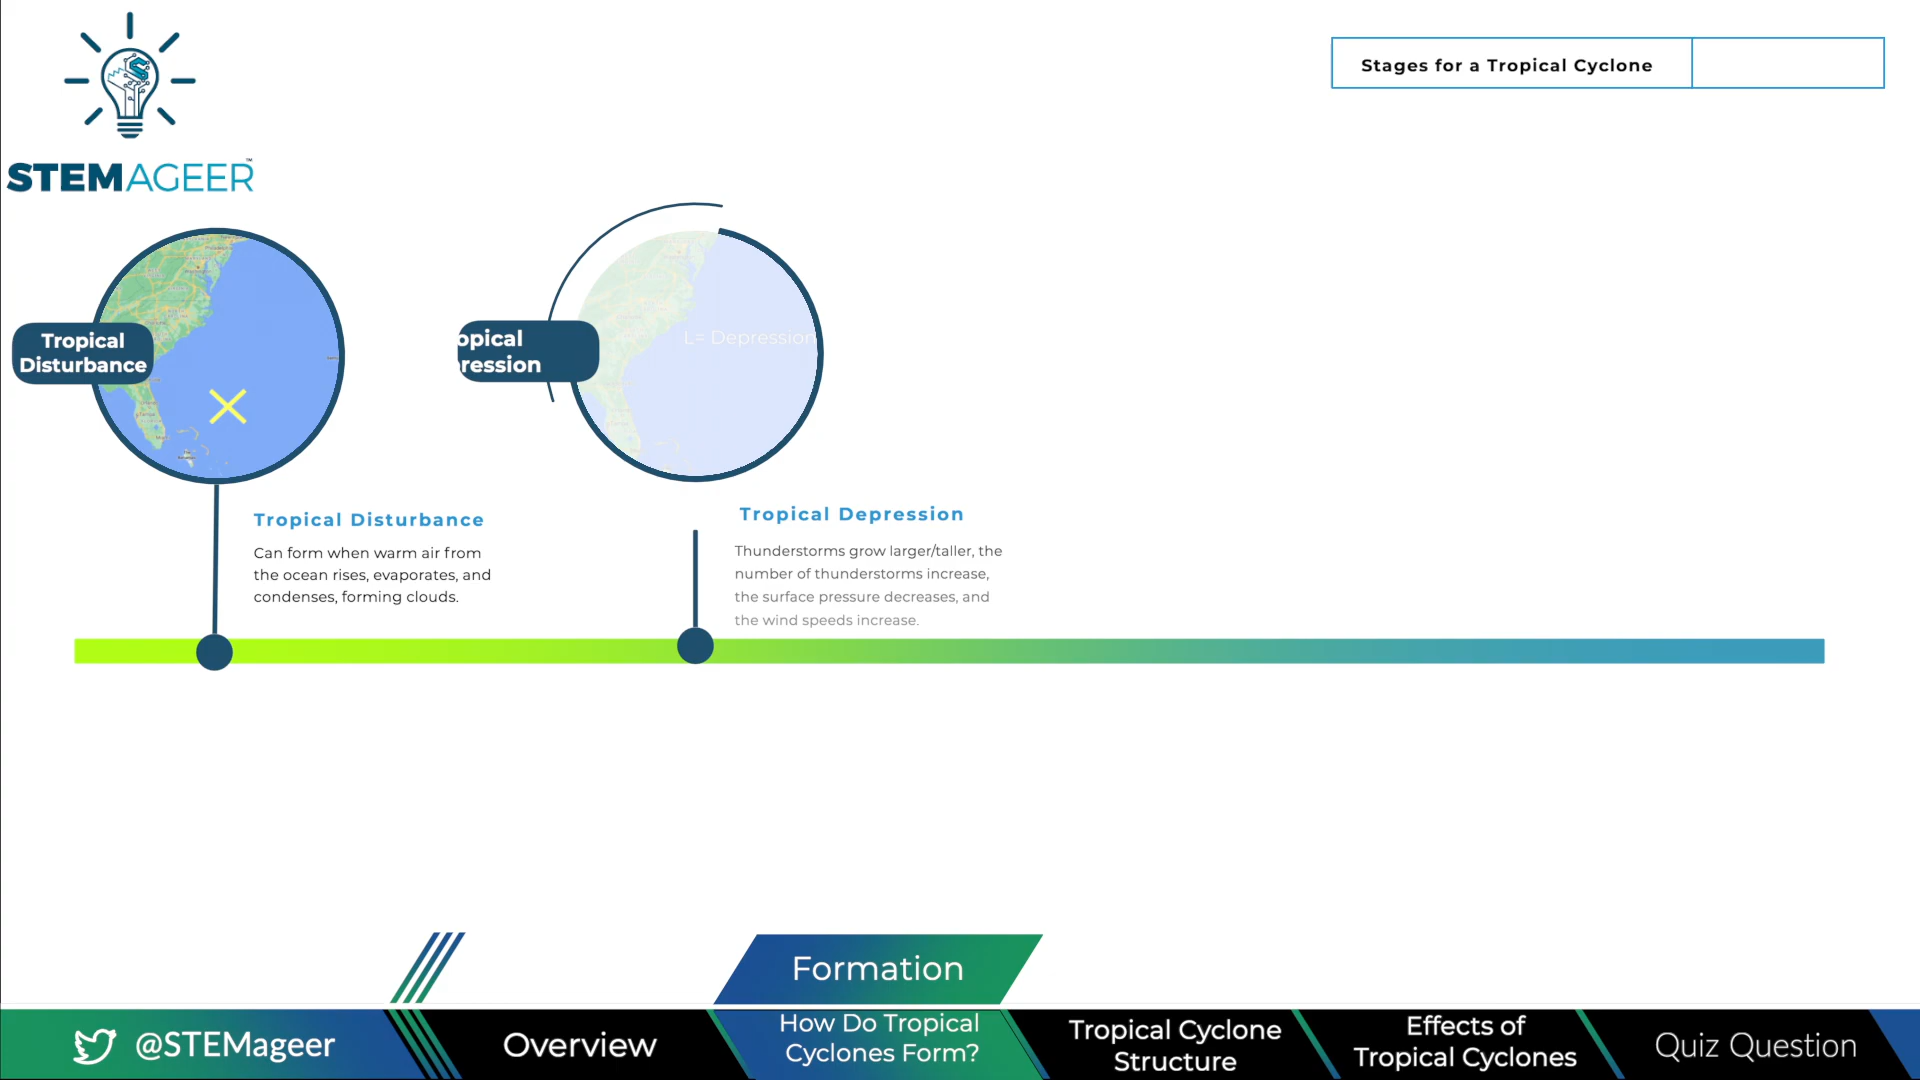 Stages for a Tropical Cyclone
STEMAGEER™
Tropical
Disturbance
opical
ression
L= Depression
Tropical Disturbance
Can form when warm air from
the ocean rises, evaporates, and
condenses, forming clouds.
Tropical Depression
Thunderstorms grow larger/taller, the
number of thunderstorms increase,
the surface pressure decreases, and
the wind speeds increase.
Formation
@STEMageer
Overview
How Do Tropical
Cyclones Form?
Tropical Cyclone
Structure
Effects of
Tropical Cyclones
Quiz Question